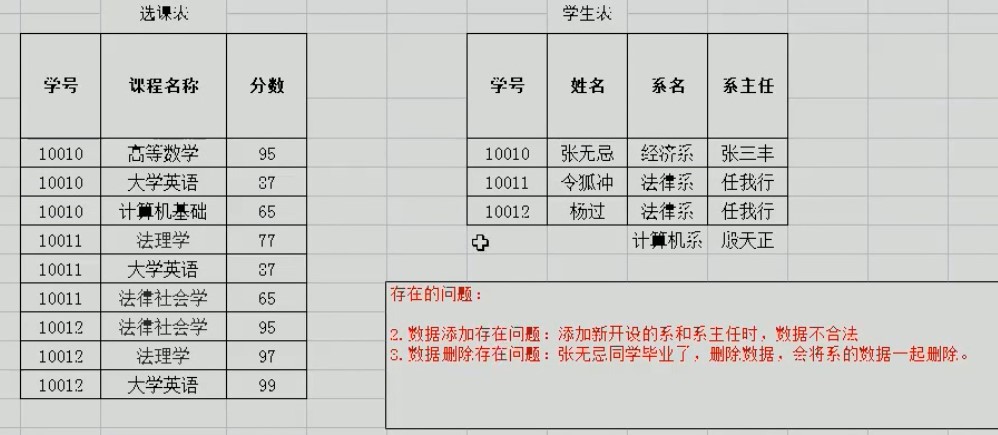 选课表 学生表
学号 课程名称 分数 学号 姓名 系名 系主任
10010 高等数学 95 10010 张无忌 经济系 张三丰
10010 大学英语 87 10011 令狐冲 法律系 任我行
10010 计算机基础 65 10012 杨过 法律系 任我行
10011 法理学 77 计算机系 殷天正
10011 大学英语 87
10011 法律社会学 65
10012 法律社会学 95
10012 法理学 97
10012 大学英语 99
存在的问题：
2.数据添加存在问题：添加新开设的系和系主任时，数据不合法
3.数据删除存在问题：张无忌同学毕业了，删除数据，会将系的数据一起删除。